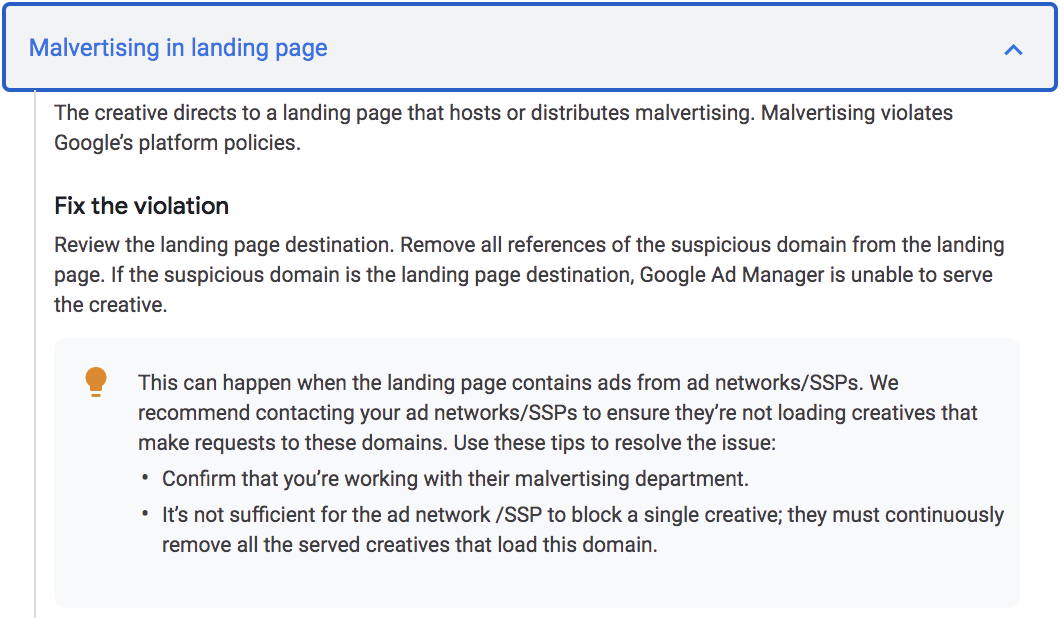 Malvertising in landing page
The creative directs to a landing page that hosts or distributes malvertising. Malvertising violates
Google’s platform policies.
Fix the violation
Review the landing page destination. Remove all references of the suspicious domain from the landing
page. If the suspicious domain is the landing page destination, Google Ad Manager is unable to serve
the creative.
This can happen when the landing page contains ads from ad networks/SSPs. We
recommend contacting your ad networks/SSPs to ensure they’re not loading creatives that
make requests to these domains. Use these tips to resolve the issue:
• Confirm that you’re working with their malvertising department.
• It’s not sufficient for the ad network /SSP to block a single creative; they must continuously
remove all the served creatives that load this domain.